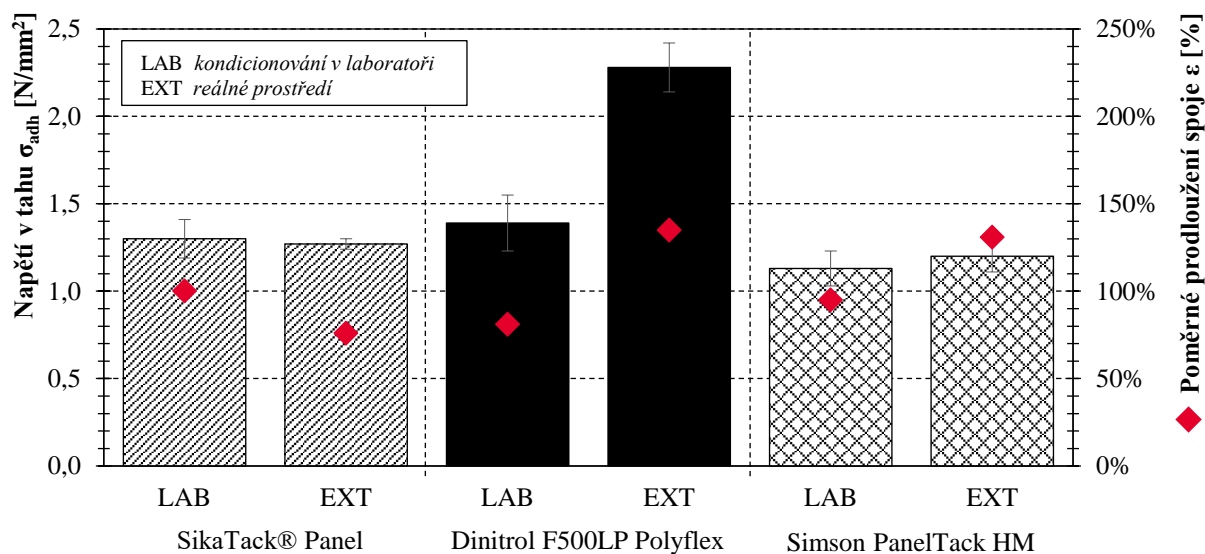 Napětí v tahu σadh [N/mm²]
2,5
2,0
1,5
1,0
0,5
0,0
LAB kondicionování v laboratoři
EXT reálné prostředí
250%
200%
150%
100%
50%
0%
Poměrné prodloužení spoje ε [%]
LAB EXT LAB EXT LAB EXT
SikaTack® Panel Dinitrol F500LP Polyflex Simson PanelTack HM